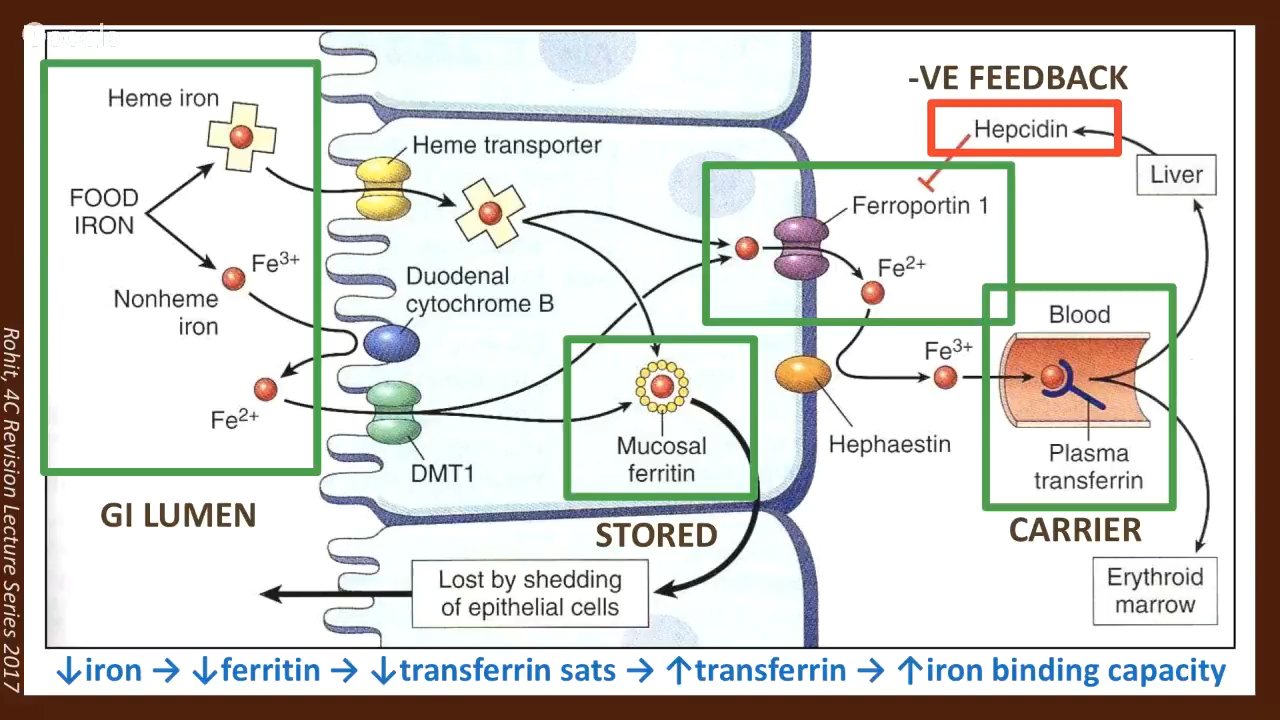 -VE FEEDBACK
Heme iron
Heme transporter
Hepcidin
Liver
FOOD
IRON
Ferroportin 1
Fe³⁺
Fe²⁺
Nonheme
iron
Duodenal
cytochrome B
Blood
Fe³⁺
Fe²⁺
Mucosal
ferritin
Hephaestin
DMT1
Plasma
transferrin
GI LUMEN
STORED
CARRIER
Lost by shedding
of epithelial cells
Erythroid
marrow
↓iron → ↓ferritin → ↓transferrin sats → ↑transferrin → ↑iron binding capacity
Rohit, 4C Revision Lecture Series 2017